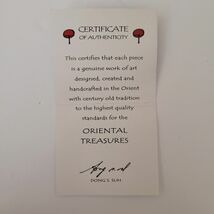 CERTIFICATE
OF AUTHENTICITY
This certifies that each piece
is a genuine work of art
designed, created and
handcrafted in the Orient
with century old tradition
to the highest quality
standards for the
ORIENTAL
TREASURES
DONG S. SUH